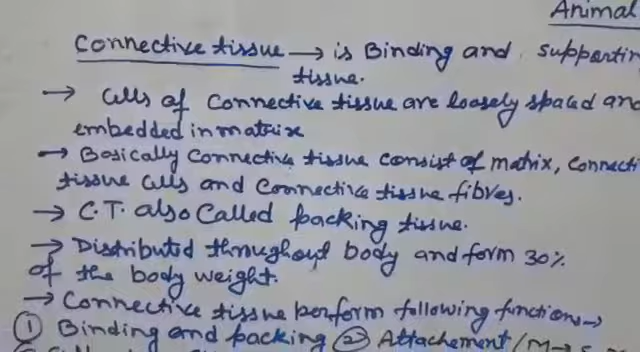 Animal
Connective tissue → is Binding and supportin
tissue.
→ Cells of Connective tissue are loosely spaced and
embedded in matrix
→ Basically Connective tissue consist of matrix, Connecti
tissue Cells and Connective tissue fibres.
→ C.T. also Called packing tissue.
→ Distributed throughout body and form 30%
of the body weight.
→ Connective tissue perform following functions→
① Binding and packing ② Attachement/M→